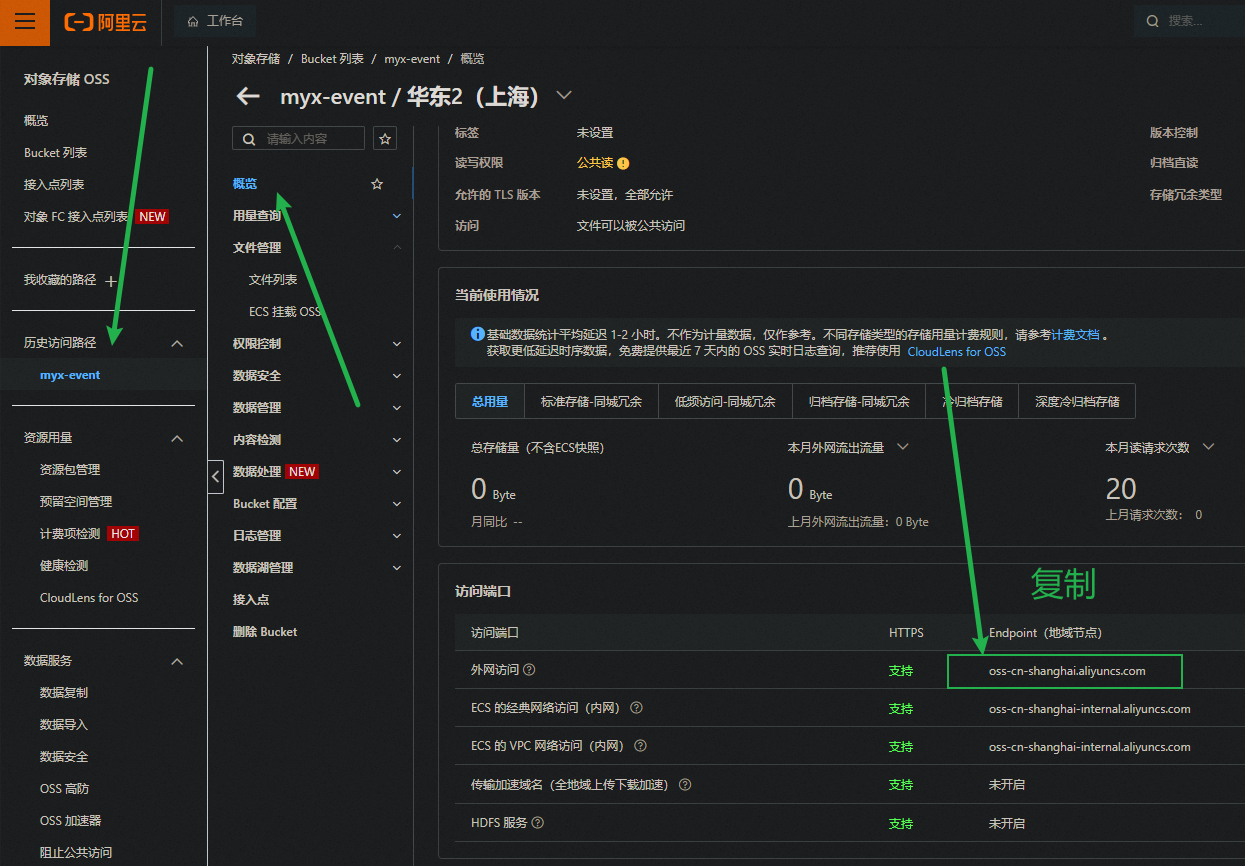 阿里云
工作台
搜索...
对象存储 OSS
概览
Bucket 列表
接入点列表
对象 FC 接入点列表 NEW
我收藏的路径
历史访问路径
myx-event
资源用量
资源包管理
预留空间管理
计费项检测 HOT
健康检测
CloudLens for OSS
数据服务
数据复制
数据导入
数据安全
OSS 高防
OSS 加速器
阻止公共访问
对象存储 / Bucket 列表 / myx-event / 概览
myx-event / 华东2（上海）
请输入内容
概览
用量查询
文件管理
文件列表
ECS 挂载 OSS
权限控制
数据安全
数据管理
内容检测
数据处理 NEW
Bucket 配置
日志管理
数据湖管理
接入点
删除 Bucket
标签 未设置 版本控制
读写权限 公共读 归档直读
允许的 TLS 版本 未设置，全部允许 存储冗余类型
访问 文件可以被公共访问
当前使用情况
基础数据统计平均延迟 1-2 小时。不作为计量数据，仅作参考。不同存储类型的存储用量计费规则，请参考计费文档 。
获取更低延迟时序数据，免费提供最近 7 天内的 OSS 实时日志查询，推荐使用 CloudLens for OSS
总用量 标准存储-同城冗余 低频访问-同城冗余 归档存储-同城冗余 冷归档存储 深度冷归档存储
总存储量（不含ECS快照） 本月外网流出流量 本月读请求次数
0 Byte 0 Byte 20
月同比 -- 上月外网流出流量：0 Byte 上月请求次数： 0
访问端口
复制
访问端口 HTTPS Endpoint（地域节点）
外网访问 支持 oss-cn-shanghai.aliyuncs.com
ECS 的经典网络访问（内网） 支持 oss-cn-shanghai-internal.aliyuncs.com
ECS 的 VPC 网络访问（内网） 支持 oss-cn-shanghai-internal.aliyuncs.com
传输加速域名（全地域上传下载加速） 支持 未开启
HDFS 服务 支持 未开启